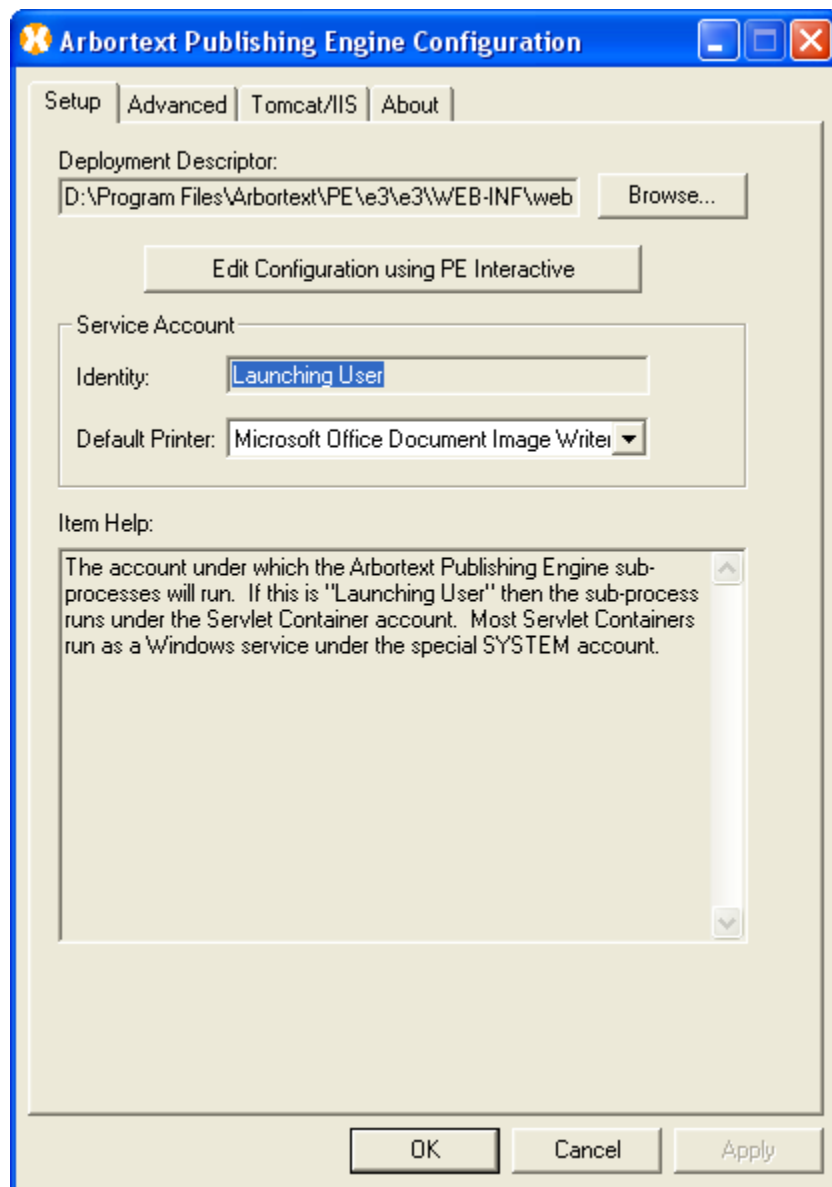 Arbortext Publishing Engine Configuration
Setup
Advanced
Tomcat/IIS
About
Deployment Descriptor:
D:\Program Files\Arbortext\PE\e3\e3\WEB-INF\web
Browse...
Edit Configuration using PE Interactive
Service Account
Identity:
Launching User
Default Printer:
Microsoft Office Document Image Writer
Item Help:
The account under which the Arbortext Publishing Engine sub-
processes will run. If this is "Launching User" then the sub-process
runs under the Servlet Container account. Most Servlet Containers
run as a Windows service under the special SYSTEM account.
OK
Cancel
Apply